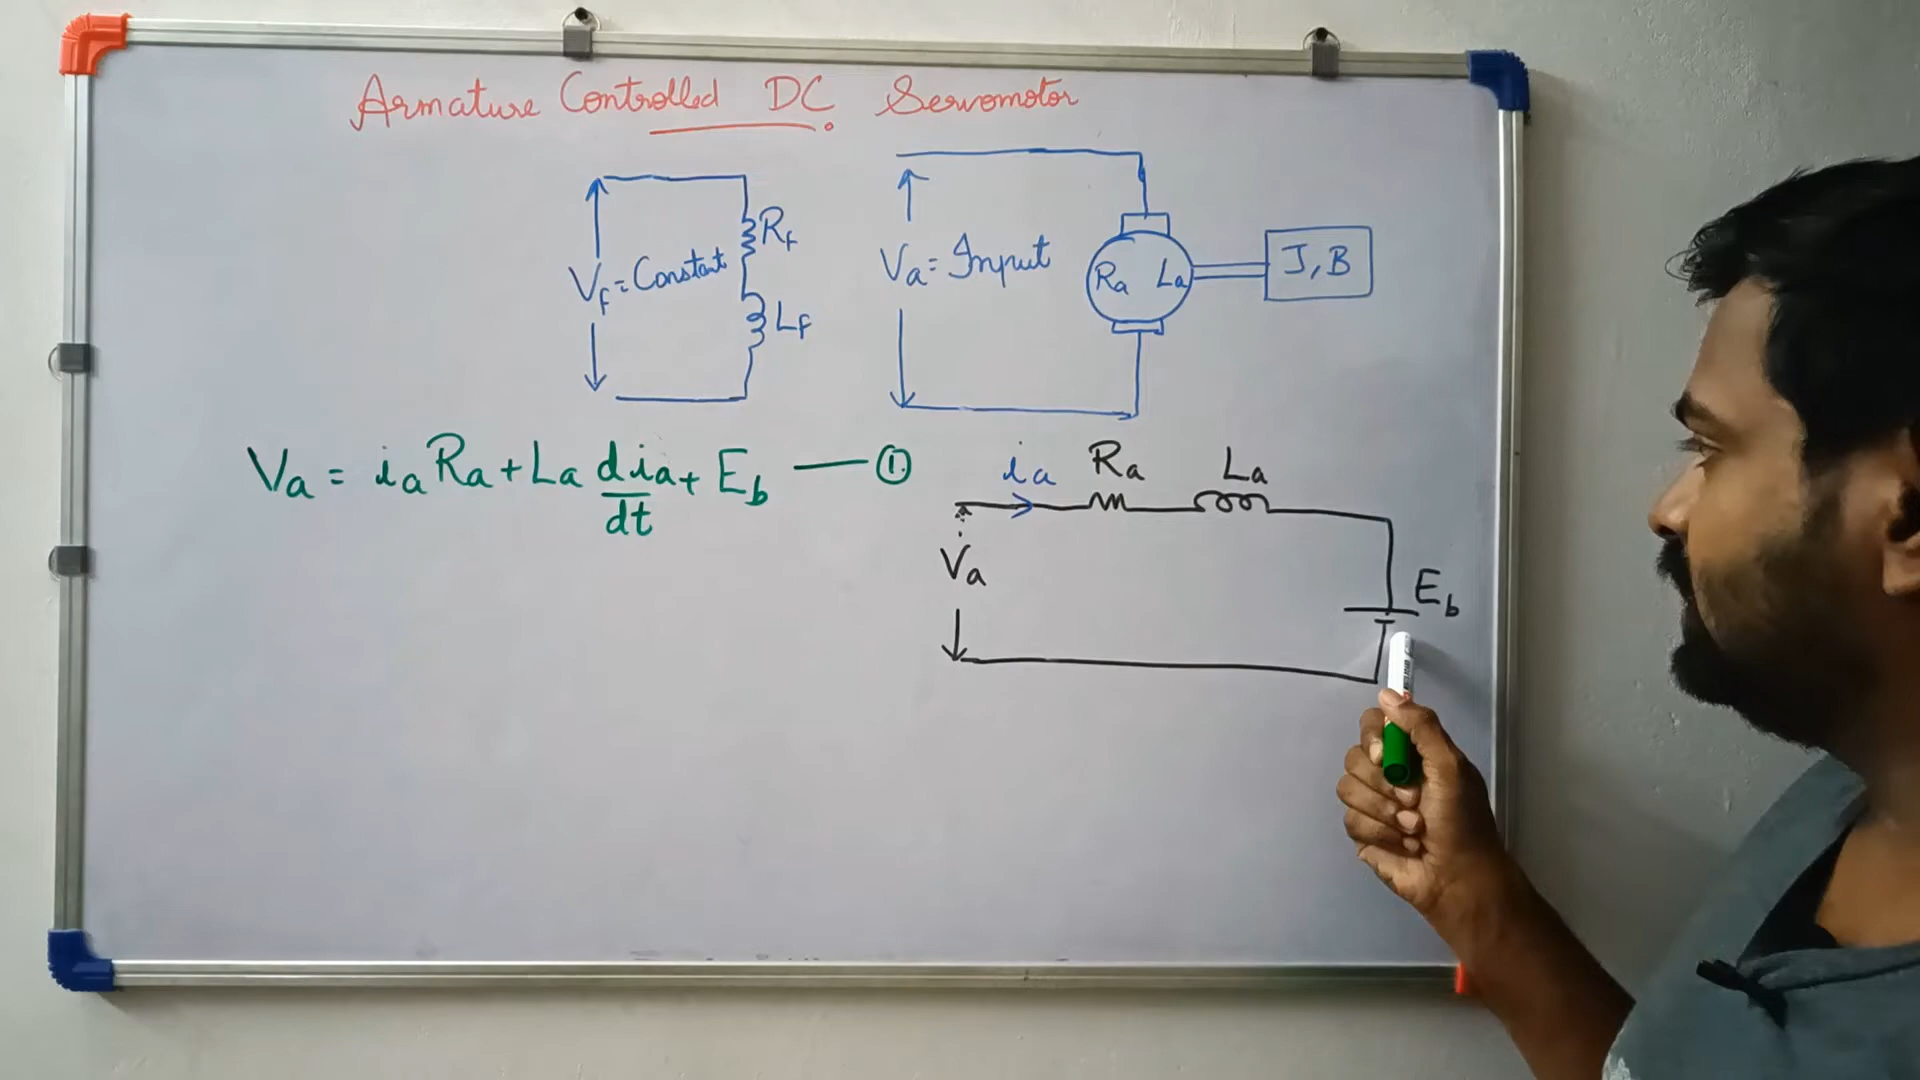 Armature Controlled DC Servomotor
Vf = Constant
Rf
Lf
Va = Input
Ra La
J, B
Va = ia Ra + La dia/dt + Eb — ①
ia Ra La
Va
Eb